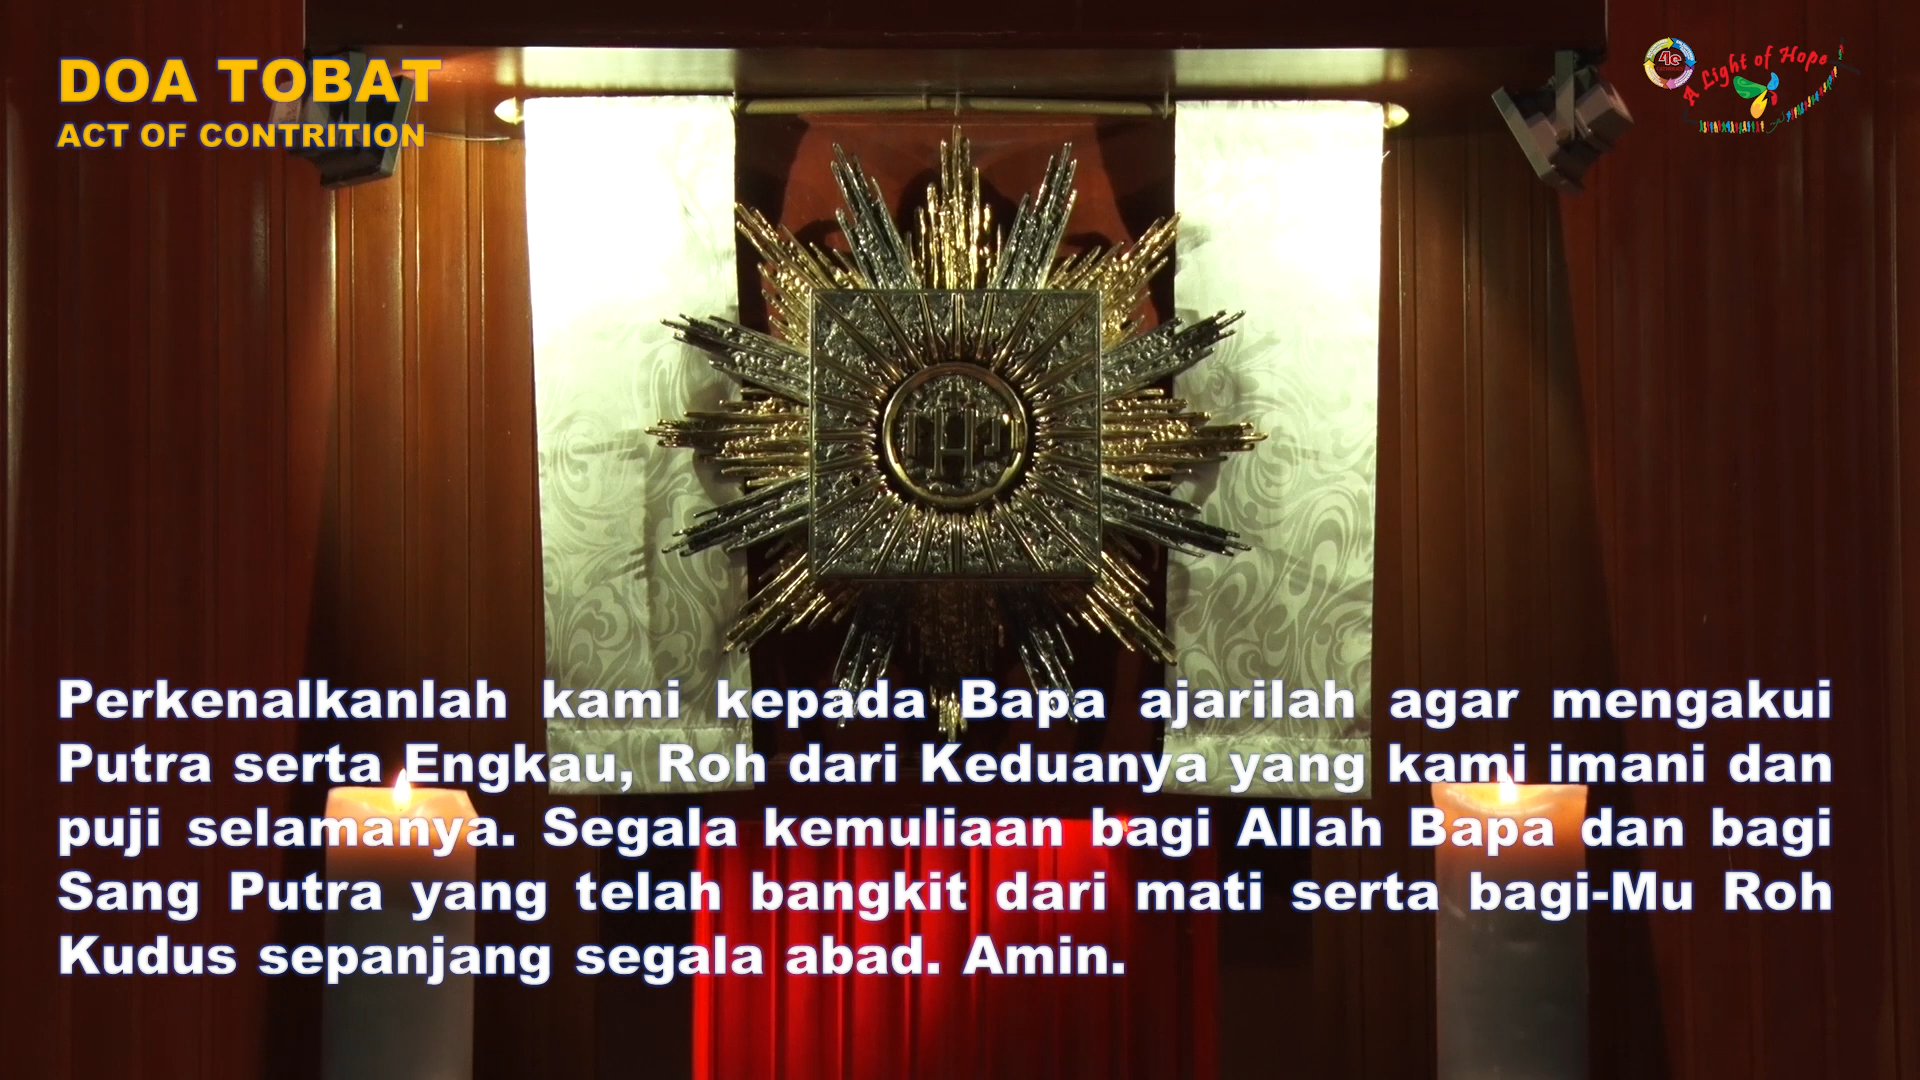 DOA TOBAT
ACT OF CONTRITION
4e
A Light of Hope
IHS
Perkenalkanlah kami kepada Bapa ajarilah agar mengakui
Putra serta Engkau, Roh dari Keduanya yang kami imani dan
puji selamanya. Segala kemuliaan bagi Allah Bapa dan bagi
Sang Putra yang telah bangkit dari mati serta bagi-Mu Roh
Kudus sepanjang segala abad. Amin.